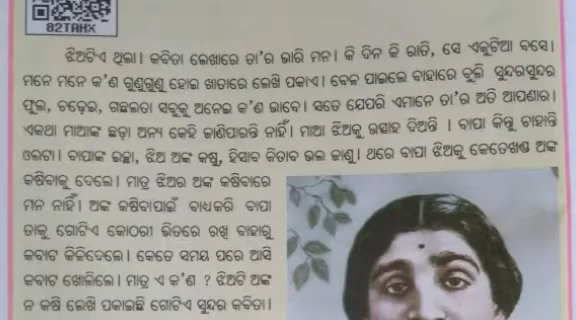 82TAHX
ଝିଅଟିଏ ଥିଲା। କବିତା ଲେଖାରେ ତା'ର ଭାରି ମନ। କି ଦିନ କି ରାତି, ସେ ଏକୁଟିଆ ବସେ।
ମନେ ମନେ କ'ଣ ଗୁଣୁଗୁଣୁ ହୋଇ ଖାତାରେ ଲେଖି ପକାଏ। ବେଳ ପାଇଲେ ବାହାରେ ବୁଲି ସୁନ୍ଦରସୁନ୍ଦର
ଫୁଲ, ଚଢ଼େଇ, ଗଛଲତା ସବୁକୁ ଅନେଇ କ'ଣ ଭାବେ। ସତେ ଯେପରି ଏମାନେ ତା'ର ଅତି ଆପଣାର।
ଏକଥା ମାଆଙ୍କ ଛଡ଼ା ଅନ୍ୟ କେହି ଜାଣିପାରନ୍ତି ନାହିଁ। ମାଆ ଝିଅକୁ ଉତ୍ସାହ ଦିଅନ୍ତି । ବାପା କିନ୍ତୁ ଚାହାନ୍ତି
ଓଲଟା। ବାପାଙ୍କ ଇଚ୍ଛା, ଝିଅ ଅଙ୍କ କଷୁ, ହିସାବ କିତାବ ଭଲ ଜାଣୁ। ଥରେ ବାପା ଝିଅକୁ କେତେଖଣ୍ଡ ଅଙ୍କ
କଷିବାକୁ ଦେଲେ। ମାତ୍ର ଝିଅର ଅଙ୍କ କଷିବାରେ
ମନ ନାହିଁ। ଅଙ୍କ କଷିବାପାଇଁ ବାଧ୍ୟକରି ବାପା
ତାକୁ ଗୋଟିଏ କୋଠରୀ ଭିତରେ ରଖି ବାହାରୁ
କବାଟ କିଳିଦେଲେ। କେତେ ସମୟ ପରେ ଆସି
କବାଟ ଖୋଲିଲେ। ମାତ୍ର ଏ କ'ଣ ? ଝିଅଟି ଅଙ୍କ
ନ କଷି ଲେଖି ପକାଇଛି ଗୋଟିଏ ସୁନ୍ଦର କବିତା।